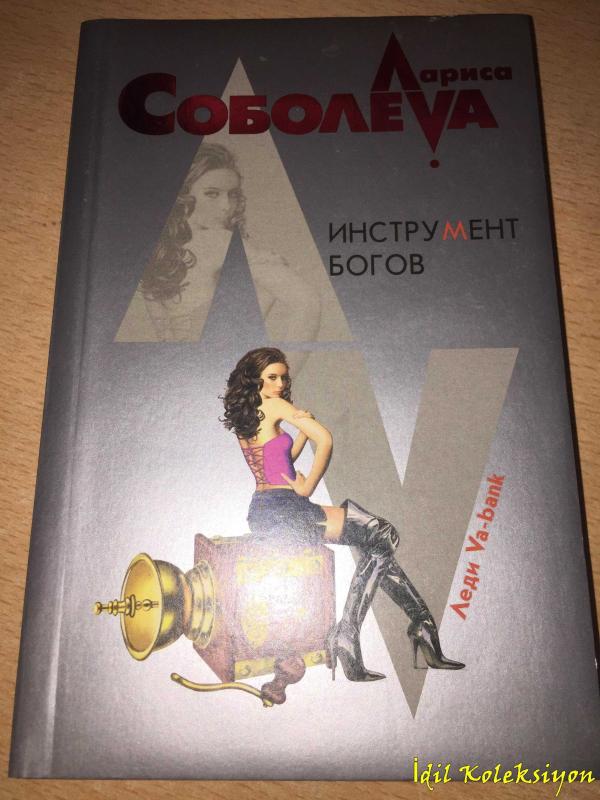 Лариса
СОБОЛЕВА
ИНСТРУМЕНТ
БОГОВ
Леди Va-bank
İdil Koleksiyon